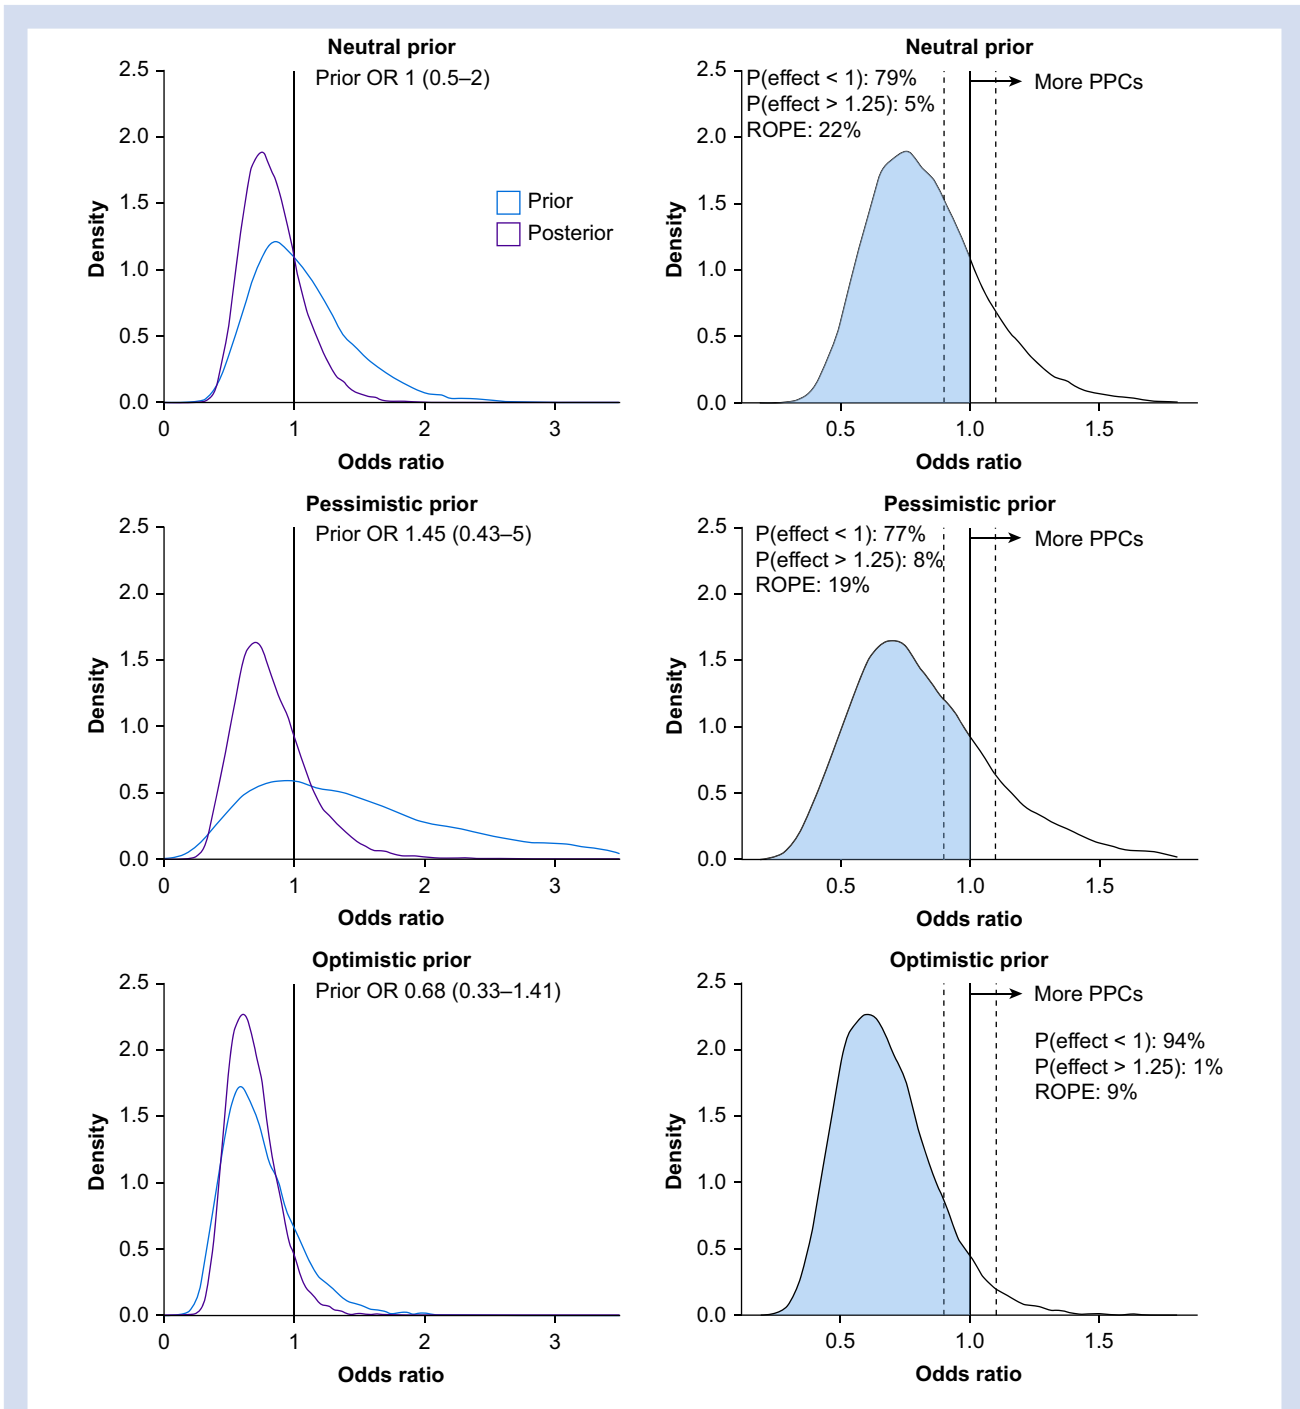 Neutral prior
Prior OR 1 (0.5–2)
2.5
2.0
1.5
1.0
0.5
0.0
Density
Prior
Posterior
0 1 2 3
Odds ratio
Neutral prior
P(effect < 1): 79%
P(effect > 1.25): 5%
ROPE: 22%
More PPCs
2.5
2.0
1.5
1.0
0.5
0.0
Density
0.5 1.0 1.5
Odds ratio
Pessimistic prior
Prior OR 1.45 (0.43–5)
2.5
2.0
1.5
1.0
0.5
0.0
Density
0 1 2 3
Odds ratio
Pessimistic prior
P(effect < 1): 77%
P(effect > 1.25): 8%
ROPE: 19%
More PPCs
2.5
2.0
1.5
1.0
0.5
0.0
Density
0.5 1.0 1.5
Odds ratio
Optimistic prior
Prior OR 0.68 (0.33–1.41)
2.5
2.0
1.5
1.0
0.5
0.0
Density
0 1 2 3
Odds ratio
Optimistic prior
More PPCs
P(effect < 1): 94%
P(effect > 1.25): 1%
ROPE: 9%
2.5
2.0
1.5
1.0
0.5
0.0
Density
0.5 1.0 1.5
Odds ratio